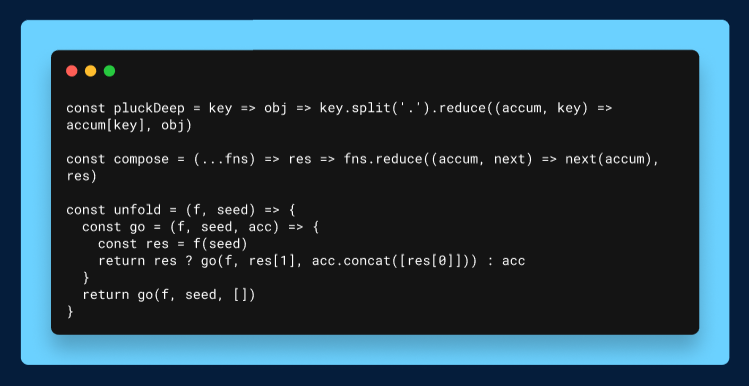 const pluckDeep = key => obj => key.split('.').reduce((accum, key) =>
accum[key], obj)

const compose = (...fns) => res => fns.reduce((accum, next) => next(accum),
res)

const unfold = (f, seed) => {
  const go = (f, seed, acc) => {
    const res = f(seed)
    return res ? go(f, res[1], acc.concat([res[0]])) : acc
  }
  return go(f, seed, [])
}